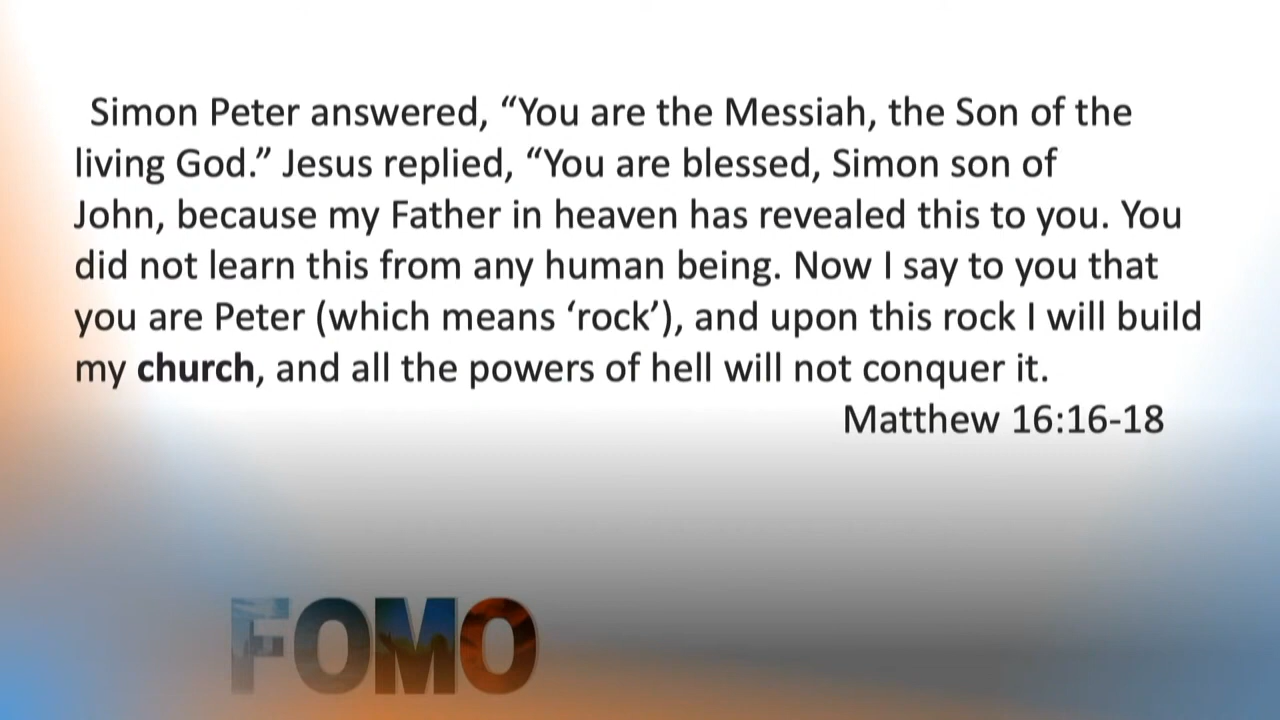 Simon Peter answered, “You are the Messiah, the Son of the
living God.” Jesus replied, “You are blessed, Simon son of
John, because my Father in heaven has revealed this to you. You
did not learn this from any human being. Now I say to you that
you are Peter (which means ‘rock’), and upon this rock I will build
my church, and all the powers of hell will not conquer it.
Matthew 16:16-18
FOMO